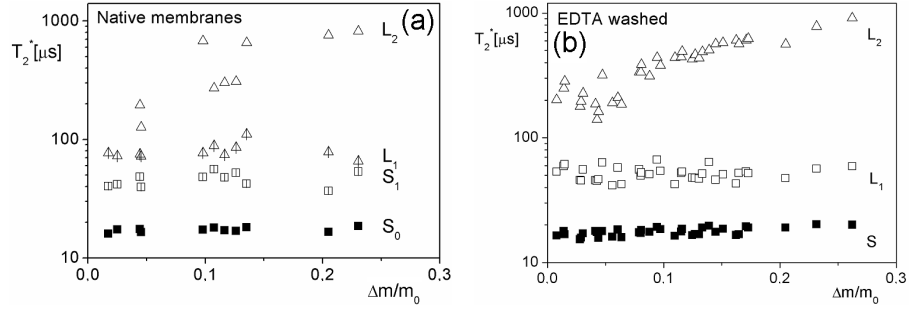 Native membranes
(a)
T₂* [μs]
1000
100
10
L₂
L₁
S₁
S₀
0,0 0,1 0,2 0,3
Δm/m₀
EDTA washed
(b)
T₂* [μs]
1000
100
10
L₂
L₁
S
0,0 0,1 0,2 0,3
Δm/m₀